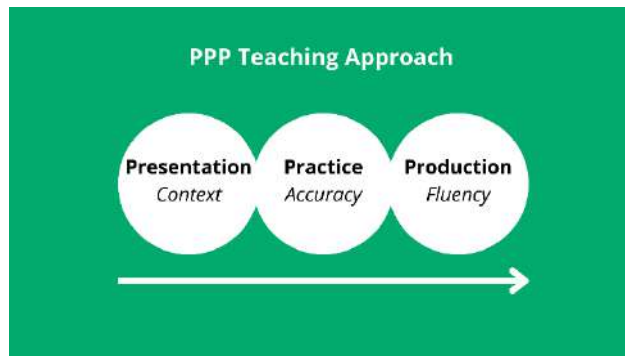 PPP Teaching Approach
Presentation
Context
Practice
Accuracy
Production
Fluency